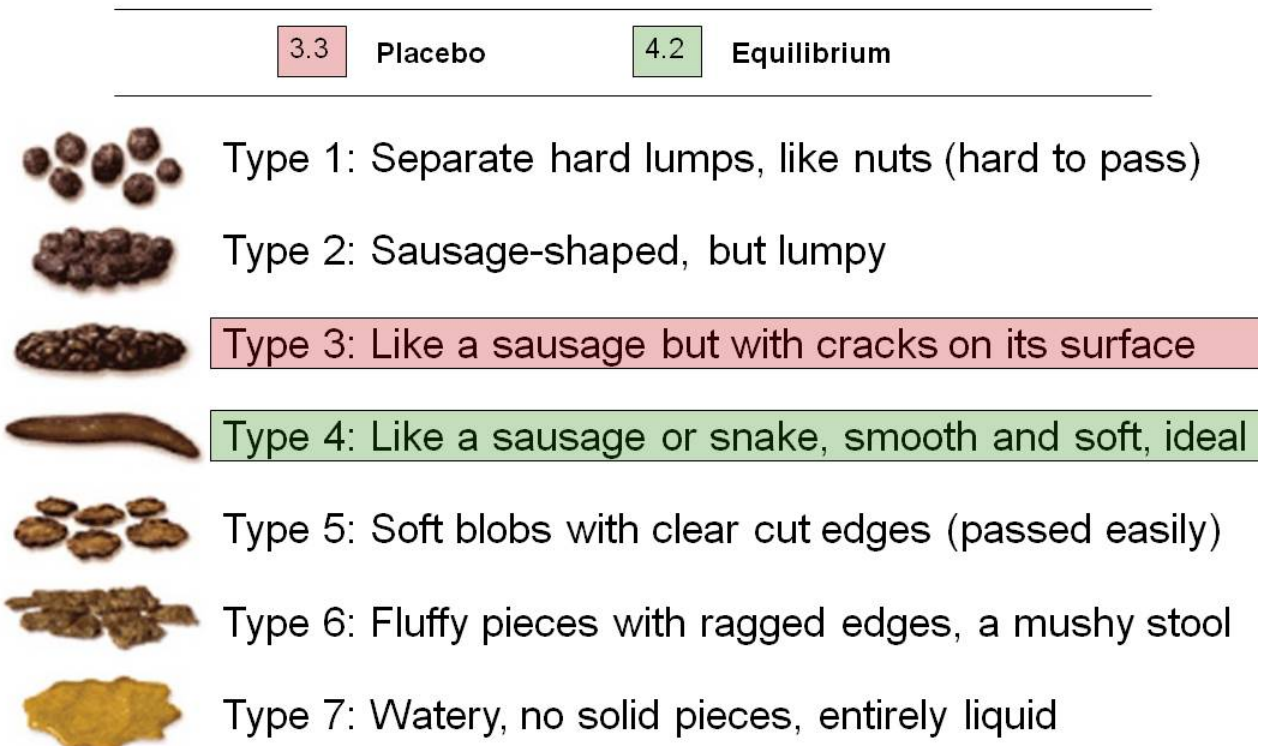 3.3 Placebo 4.2 Equilibrium
Type 1: Separate hard lumps, like nuts (hard to pass)
Type 2: Sausage-shaped, but lumpy
Type 3: Like a sausage but with cracks on its surface
Type 4: Like a sausage or snake, smooth and soft, ideal
Type 5: Soft blobs with clear cut edges (passed easily)
Type 6: Fluffy pieces with ragged edges, a mushy stool
Type 7: Watery, no solid pieces, entirely liquid